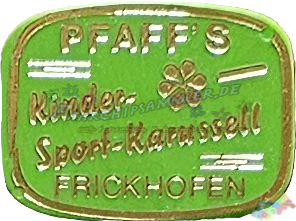 PFAFF'S
Kinder-
Sport-Karussell
FRICKHOFEN